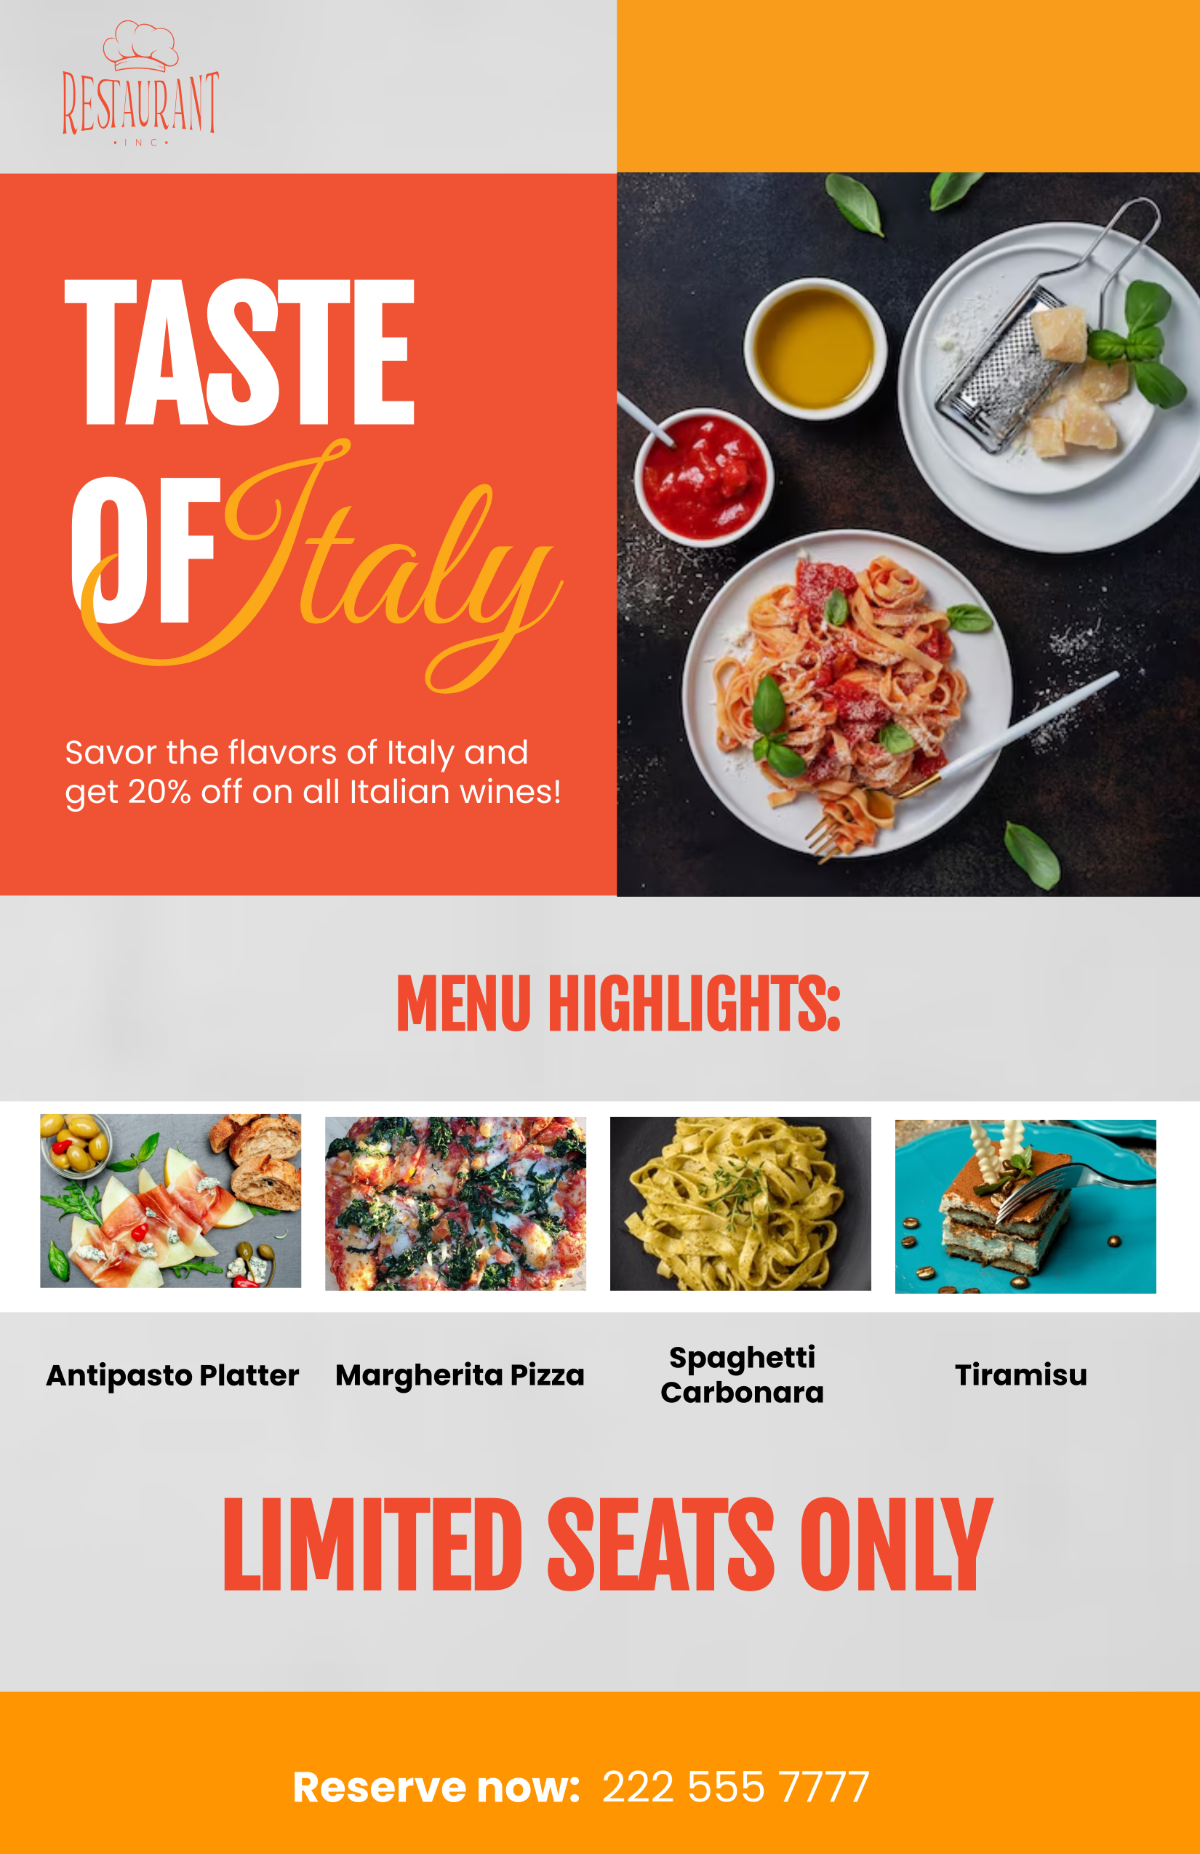 RESTAURANT
•INC•
TASTE
OF Italy
Savor the flavors of Italy and
get 20% off on all Italian wines!
MENU HIGHLIGHTS:
Antipasto Platter
Margherita Pizza
Spaghetti
Carbonara
Tiramisu
LIMITED SEATS ONLY
Reserve now: 222 555 7777